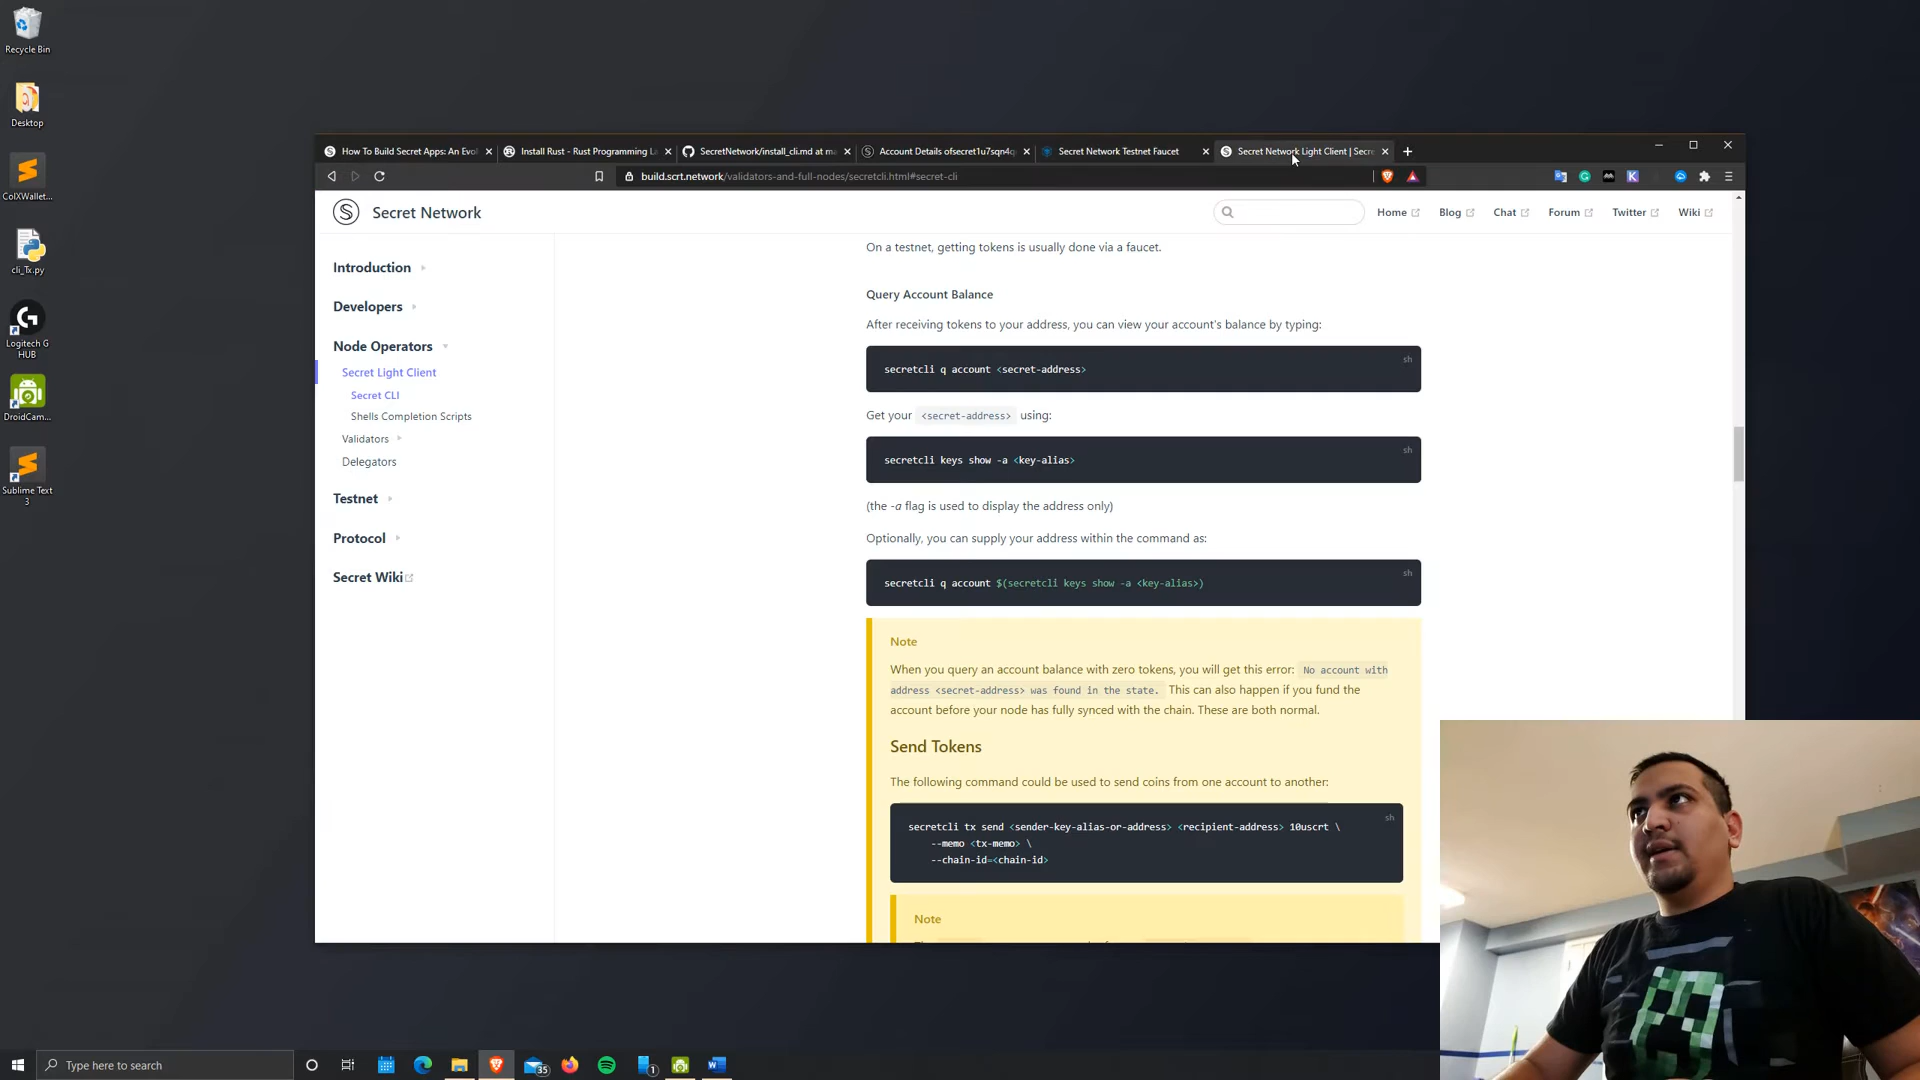 Recycle Bin
Desktop
ColXWallet...
cli_Tx.py
Logitech G
HUB
DroidCam...
Sublime Text
3
How To Build Secret Apps: An Evol
Install Rust - Rust Programming La
SecretNetwork/install_cli.md at ma
Account Details ofsecret1u7sqn4q
Secret Network Testnet Faucet
Secret Network Light Client | Secre
build.scrt.network/validators-and-full-nodes/secretcli.html#secret-cli
Secret Network
Home
Blog
Chat
Forum
Twitter
Wiki
Introduction
Developers
Node Operators
Secret Light Client
Secret CLI
Shells Completion Scripts
Validators
Delegators
Testnet
Protocol
Secret Wiki
On a testnet, getting tokens is usually done via a faucet.
Query Account Balance
After receiving tokens to your address, you can view your account's balance by typing:
sh
secretcli q account <secret-address>
Get your <secret-address> using:
sh
secretcli keys show -a <key-alias>
(the -a flag is used to display the address only)
Optionally, you can supply your address within the command as:
sh
secretcli q account $(secretcli keys show -a <key-alias>)
Note
When you query an account balance with zero tokens, you will get this error: No account with
address <secret-address> was found in the state. This can also happen if you fund the
account before your node has fully synced with the chain. These are both normal.
Send Tokens
The following command could be used to send coins from one account to another:
sh
secretcli tx send <sender-key-alias-or-address> <recipient-address> 10uscrt \
--memo <tx-memo> \
--chain-id=<chain-id>
Note
Type here to search
35
1